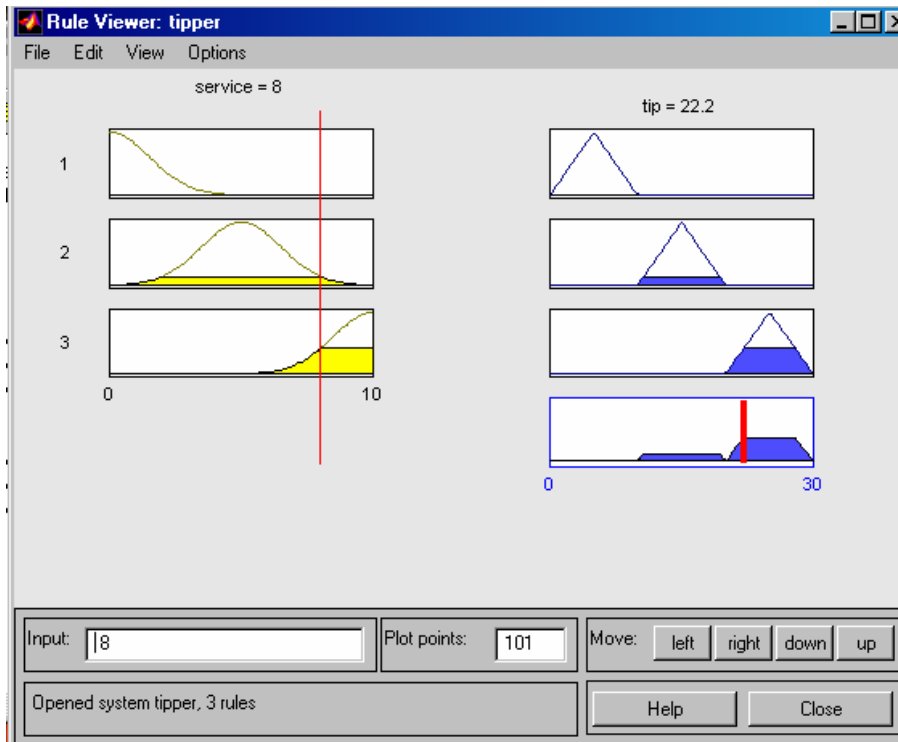 Rule Viewer: tipper
File Edit View Options
service = 8
tip = 22.2
1
2
3
0 10
0 30
Input: 8 Plot points: 101 Move: left right down up
Opened system tipper, 3 rules Help Close